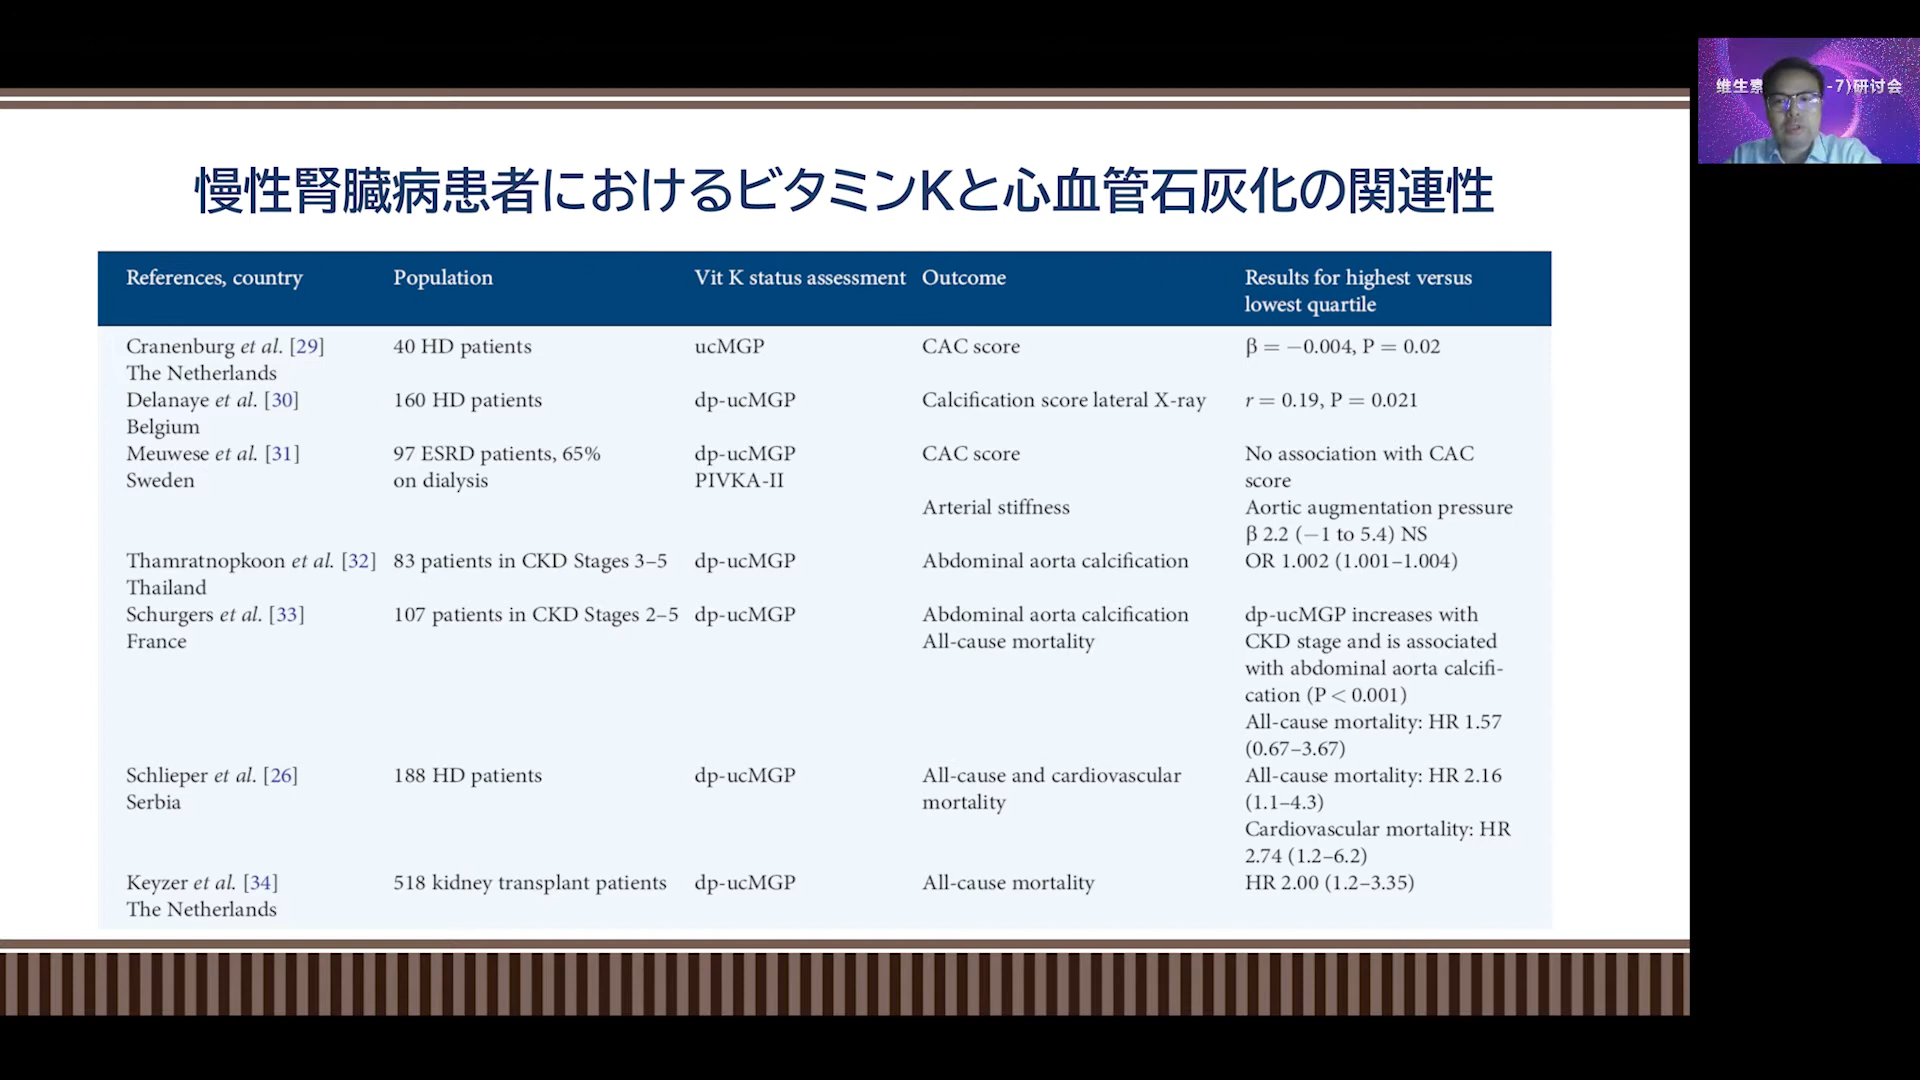 维生素 -7)研讨会
慢性腎臓病患者におけるビタミンKと心血管石灰化の関連性
References, country Population Vit K status assessment Outcome Results for highest versus
lowest quartile
Cranenburg et al. [29] 40 HD patients ucMGP CAC score β = −0.004, P = 0.02
The Netherlands
Delanaye et al. [30] 160 HD patients dp-ucMGP Calcification score lateral X-ray r = 0.19, P = 0.021
Belgium
Meuwese et al. [31] 97 ESRD patients, 65% dp-ucMGP CAC score No association with CAC
Sweden on dialysis PIVKA-II score
Arterial stiffness Aortic augmentation pressure
β 2.2 (−1 to 5.4) NS
Thamratnopkoon et al. [32] 83 patients in CKD Stages 3–5 dp-ucMGP Abdominal aorta calcification OR 1.002 (1.001–1.004)
Thailand
Schurgers et al. [33] 107 patients in CKD Stages 2–5 dp-ucMGP Abdominal aorta calcification dp-ucMGP increases with
France All-cause mortality CKD stage and is associated
with abdominal aorta calcifi-
cation (P < 0.001)
All-cause mortality: HR 1.57
(0.67–3.67)
Schlieper et al. [26] 188 HD patients dp-ucMGP All-cause and cardiovascular All-cause mortality: HR 2.16
Serbia mortality (1.1–4.3)
Cardiovascular mortality: HR
2.74 (1.2–6.2)
Keyzer et al. [34] 518 kidney transplant patients dp-ucMGP All-cause mortality HR 2.00 (1.2–3.35)
The Netherlands